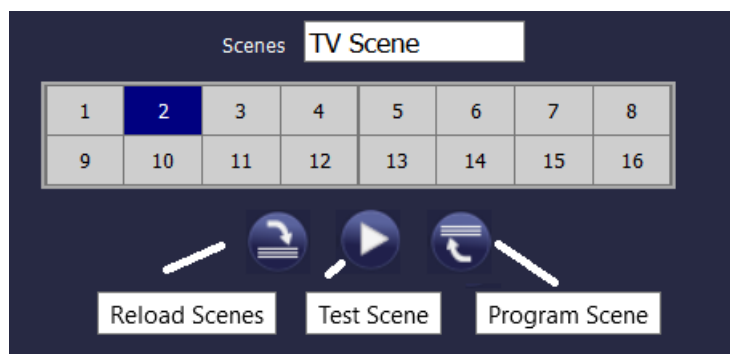 Scenes TV Scene
1 2 3 4 5 6 7 8
9 10 11 12 13 14 15 16
Reload Scenes Test Scene Program Scene